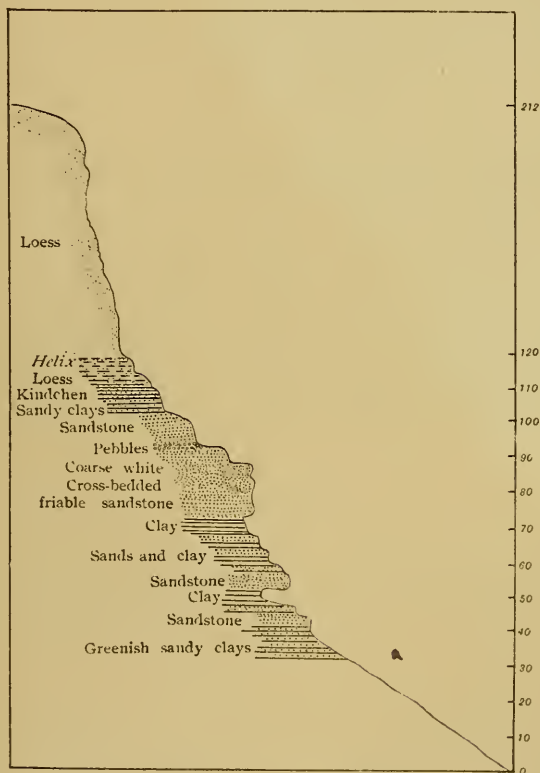 212
Loess
120
Helix
Loess
110
Kindchen
Sandy clays
100
Sandstone
Pebbles
90
Coarse white
Cross-bedded
80
friable sandstone
Clay
70
Sands and clay
60
Sandstone
Clay
50
Sandstone
40
Greenish sandy clays
30
20
10
0